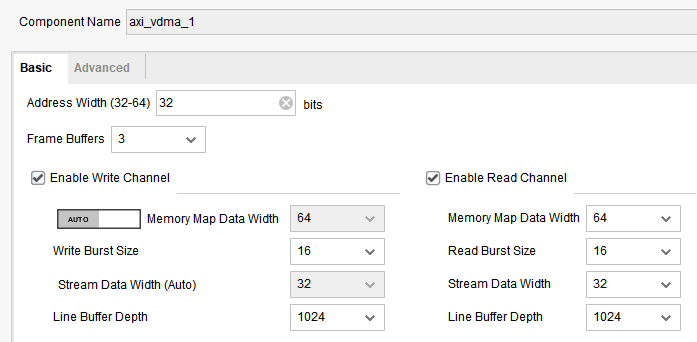 Component Name axi_vdma_1
Basic Advanced
Address Width (32-64) 32 bits
Frame Buffers 3
Enable Write Channel Enable Read Channel
AUTO Memory Map Data Width 64 Memory Map Data Width 64
Write Burst Size 16 Read Burst Size 16
Stream Data Width (Auto) 32 Stream Data Width 32
Line Buffer Depth 1024 Line Buffer Depth 1024